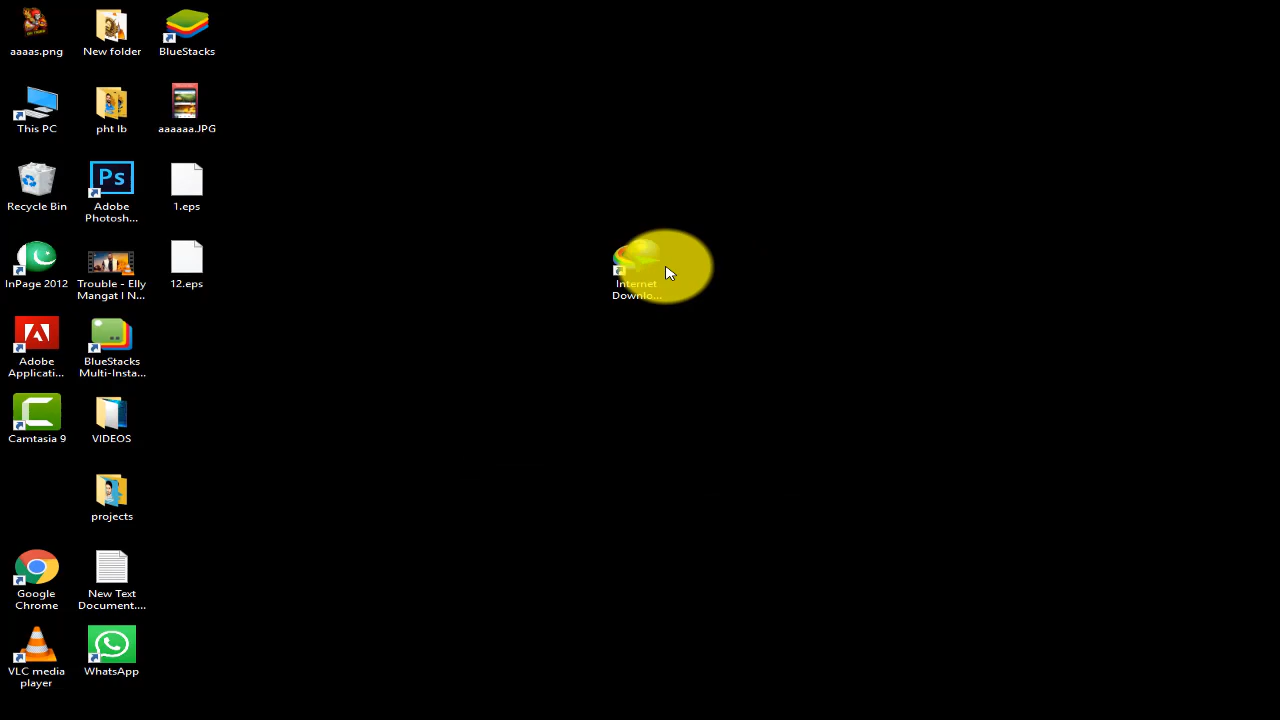 aaaas.png
New folder
BlueStacks
This PC
pht lb
aaaaaa.JPG
Recycle Bin
Ps
Adobe
Photosh...
1.eps
InPage 2012
Trouble - Elly
Mangat l N...
12.eps
Internet
Downlo...
Adobe
Applicati...
BlueStacks
Multi-Insta...
Camtasia 9
VIDEOS
projects
Google
Chrome
New Text
Document....
VLC media
player
WhatsApp